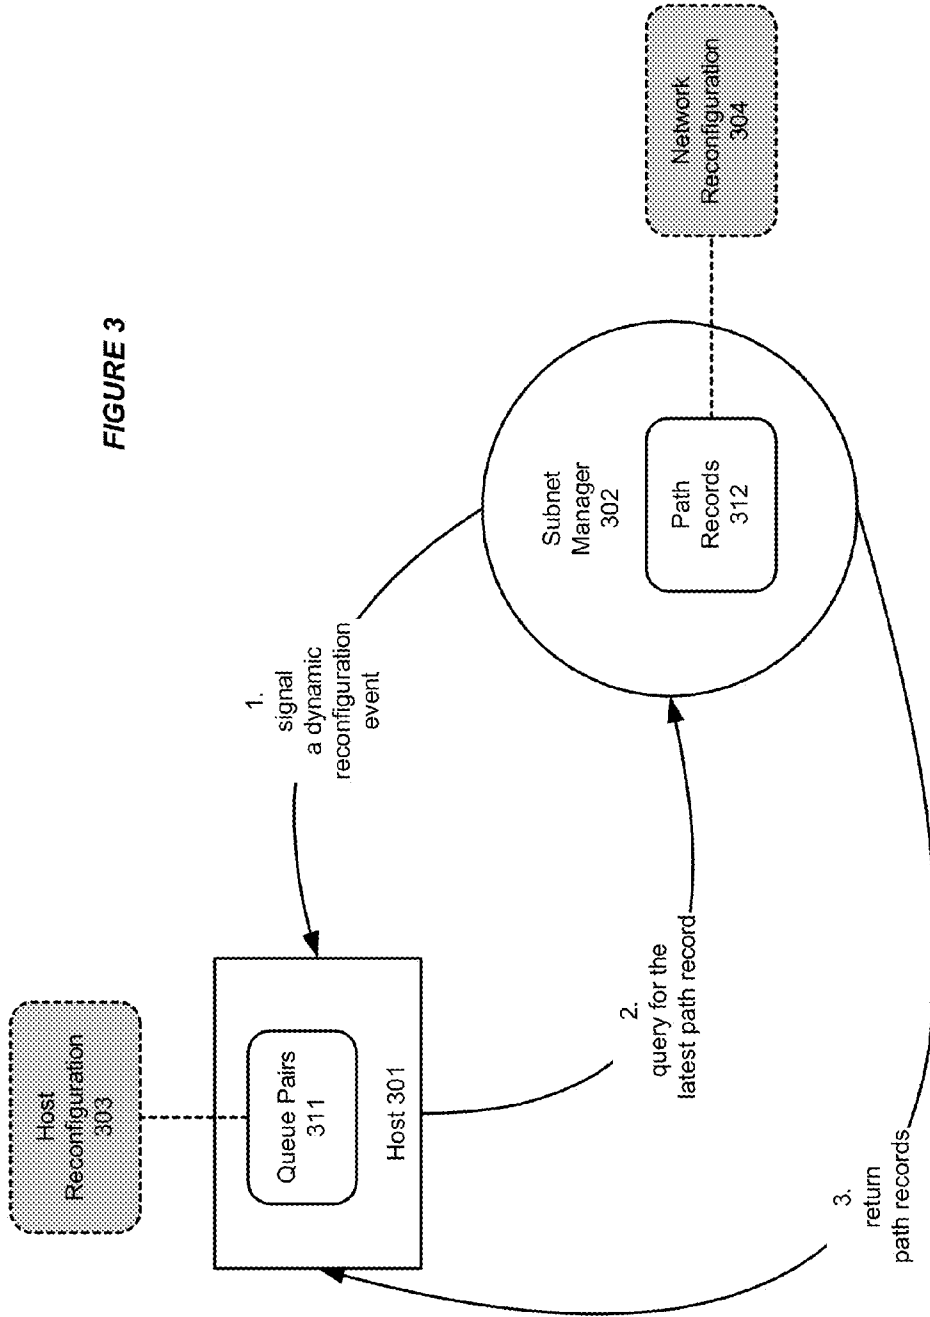 FIGURE 3
Host
Reconfiguration
303
Queue Pairs
311
Host 301
1.
signal
a dynamic
reconfiguration
event
2.
query for the
latest path record
3.
return
path records
Subnet
Manager
302
Path
Records
312
Network
Reconfiguration
304